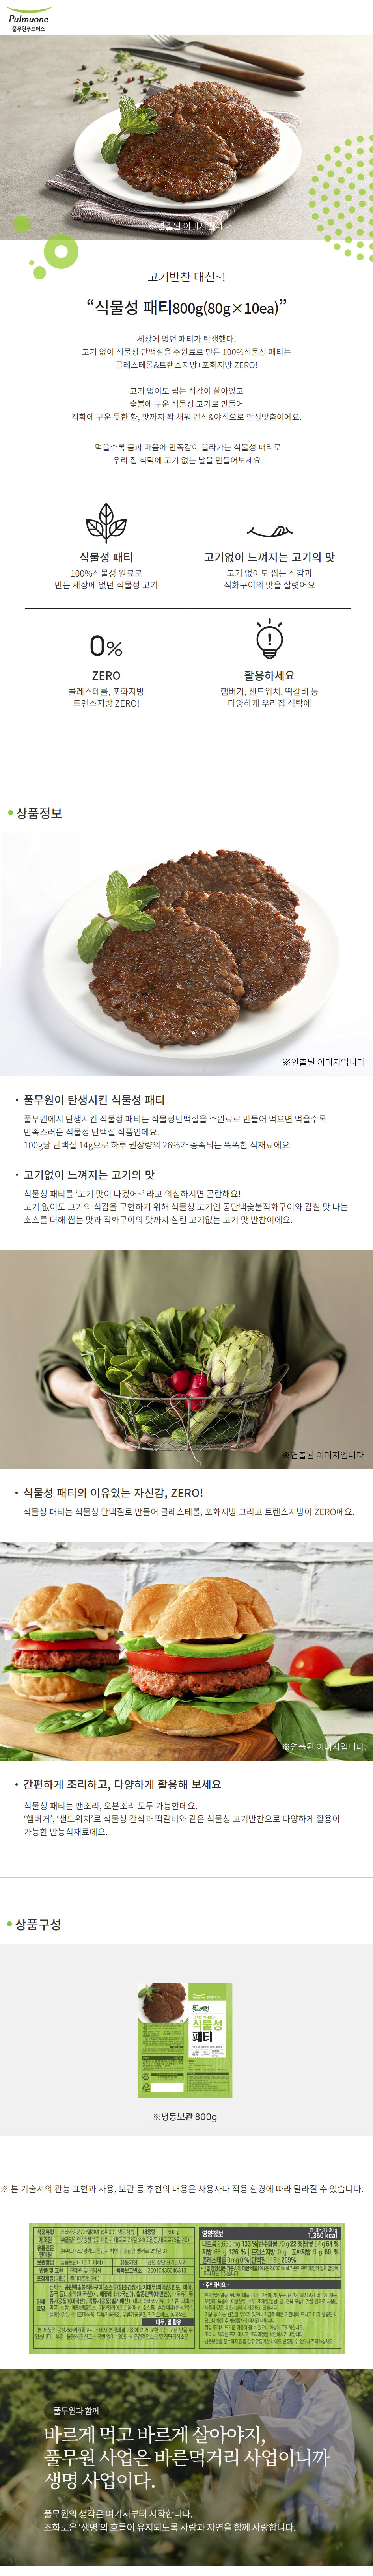 Pulmuone
풀무원푸드머스
※연출된 이미지입니다.
고기반찬 대신~!
“식물성 패티800g(80g×10ea)”
세상에 없던 패티가 탄생했다!
고기 없이 식물성 단백질을 주원료로 만든 100%식물성 패티는
콜레스테롤&트랜스지방+포화지방 ZERO!
고기 없이도 씹는 식감이 살아있고
숯불에 구운 식물성 고기로 만들어
직화에 구운 듯한 향, 맛까지 꽉 채워 간식&야식으로 안성맞춤이에요.
먹을수록 몸과 마음에 만족감이 올라가는 식물성 패티로
우리 집 식탁에 고기 없는 날을 만들어보세요.
식물성 패티
100%식물성 원료로
만든 세상에 없던 식물성 고기
고기없이 느껴지는 고기의 맛
고기 없이도 씹는 식감과
직화구이의 맛을 살렸어요
0%
ZERO
콜레스테롤, 포화지방
트랜스지방 ZERO!
활용하세요
햄버거, 샌드위치, 떡갈비 등
다양하게 우리집 식탁에
상품정보
※연출된 이미지입니다.
• 풀무원이 탄생시킨 식물성 패티
풀무원에서 탄생시킨 식물성 패티는 식물성단백질을 주원료로 만들어 먹으면 먹을수록
만족스러운 식물성 단백질 식품인데요.
100g당 단백질 14g으로 하루 권장량의 26%가 충족되는 똑똑한 식재료에요.
• 고기없이 느껴지는 고기의 맛
식물성 패티를 ‘고기 맛이 나겠어~’ 라고 의심하시면 곤란해요!
고기 없이도 고기의 식감을 구현하기 위해 식물성 고기인 콩단백숯불직화구이와 감칠 맛 나는
소스를 더해 씹는 맛과 직화구이의 맛까지 살린 고기없는 고기 맛 반찬이에요.
※연출된 이미지입니다.
• 식물성 패티의 이유있는 자신감, ZERO!
식물성 패티는 식물성 단백질로 만들어 콜레스테롤, 포화지방 그리고 트렌스지방이 ZERO에요.
※연출된 이미지입니다.
• 간편하게 조리하고, 다양하게 활용해 보세요
식물성 패티는 팬조리, 오븐조리 모두 가능한데요.
‘햄버거’, ‘샌드위치’로 식물성 간식과 떡갈비와 같은 식물성 고기반찬으로 다양하게 활용이
가능한 만능식재료에요.
상품구성
풀스키친
식물성
패티
※냉동보관 800g
※ 본 기술서의 관능 표현과 사용, 보관 등 추천의 내용은 사용자나 적용 환경에 따라 달라질 수 있습니다.
식품유형
내용량 800 g
영양정보
1,350 kcal
대두, 밀 함유
• 주의하세요 •
풀무원과 함께
바르게 먹고 바르게 살아야지,
풀무원 사업은 바른먹거리 사업이니까
생명 사업이다.
풀무원의 생각은 여기서부터 시작합니다.
조화로운 ‘생명’의 흐름이 유지되도록 사람과 자연을 함께 사랑합니다.